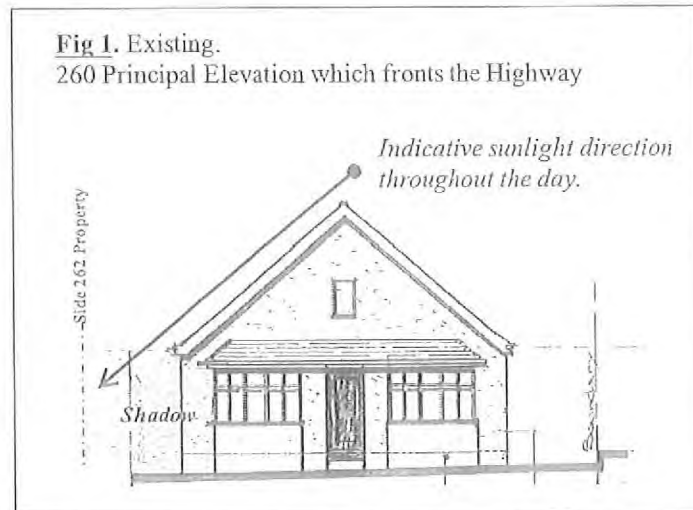 Fig 1. Existing.
260 Principal Elevation which fronts the Highway
Indicative sunlight direction
throughout the day.
Side 262 Property
Shadow
Boundary